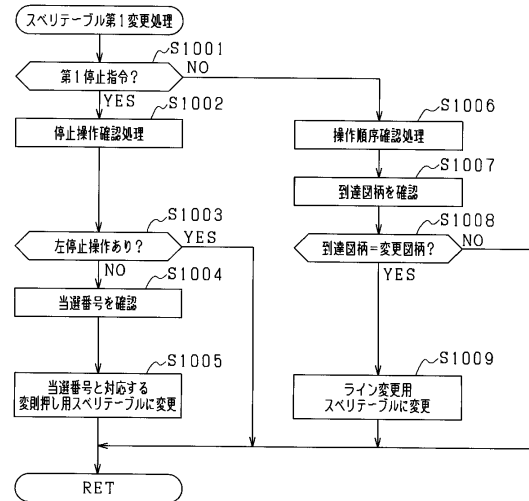 スベリテーブル第1変更処理
S1001
第1停止指令?
NO
YES
S1002
停止操作確認処理
S1003
左停止操作あり?
YES
NO
S1004
当選番号を確認
S1005
当選番号と対応する
変則押し用スベリテーブルに変更
S1006
操作順序確認処理
S1007
到達図柄を確認
S1008
到達図柄=変更図柄?
NO
YES
S1009
ライン変更用
スベリテーブルに変更
RET